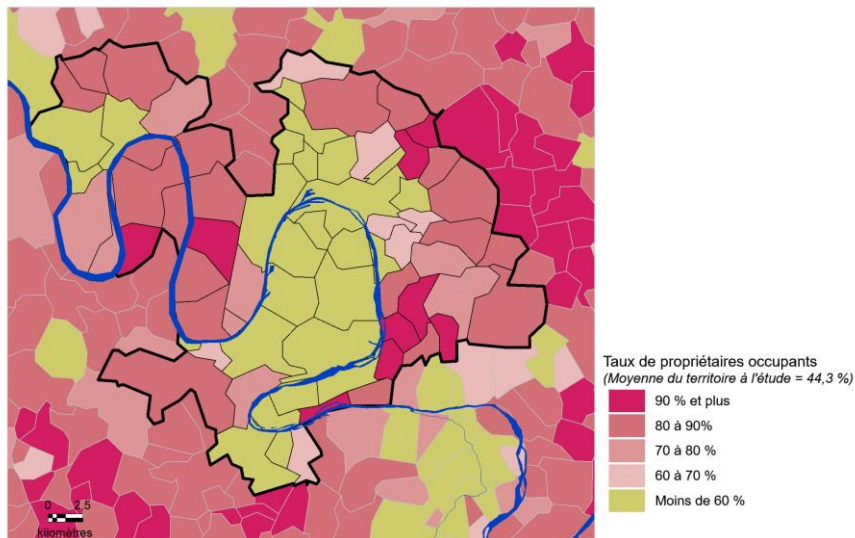 Taux de propriétaires occupants
(Moyenne du territoire à l'étude = 44,3 %)
90 % et plus
80 à 90%
70 à 80 %
60 à 70 %
Moins de 60 %
0 2.5
kilomètres